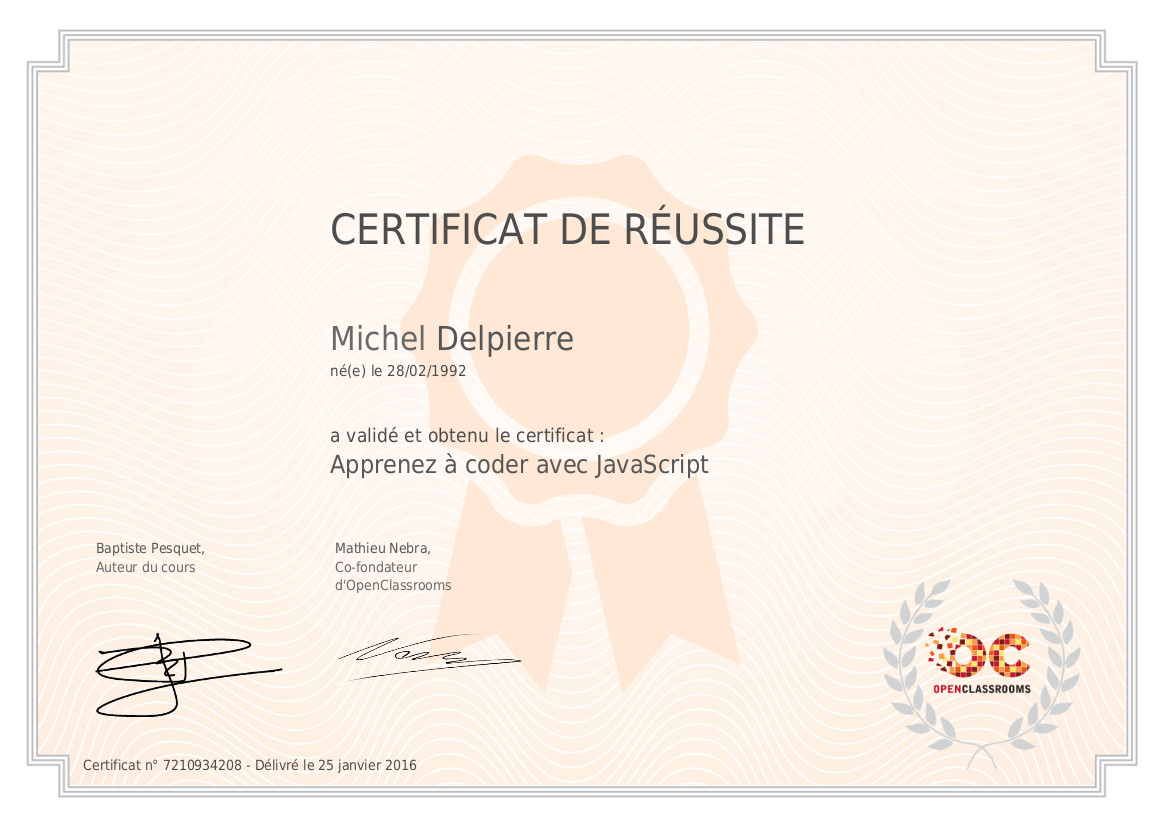 CERTIFICAT DE RÉUSSITE
Michel Delpierre
né(e) le 28/02/1992
a validé et obtenu le certificat :
Apprenez à coder avec JavaScript
Baptiste Pesquet,
Auteur du cours
Mathieu Nebra,
Co-fondateur
d'OpenClassrooms
OC
OPENCLASSROOMS
Certificat n° 7210934208 - Délivré le 25 janvier 2016